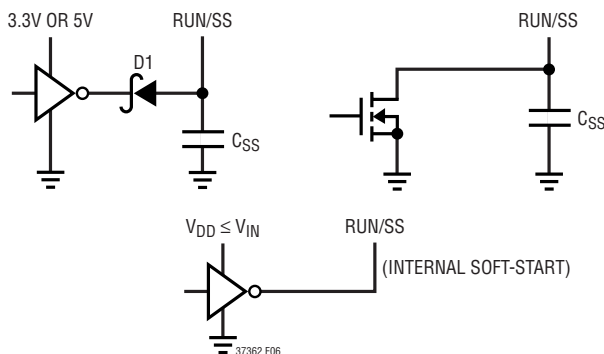 3.3V OR 5V
RUN/SS
D1
CSS
RUN/SS
CSS
VDD ≤ VIN
RUN/SS
(INTERNAL SOFT-START)
37362 F06